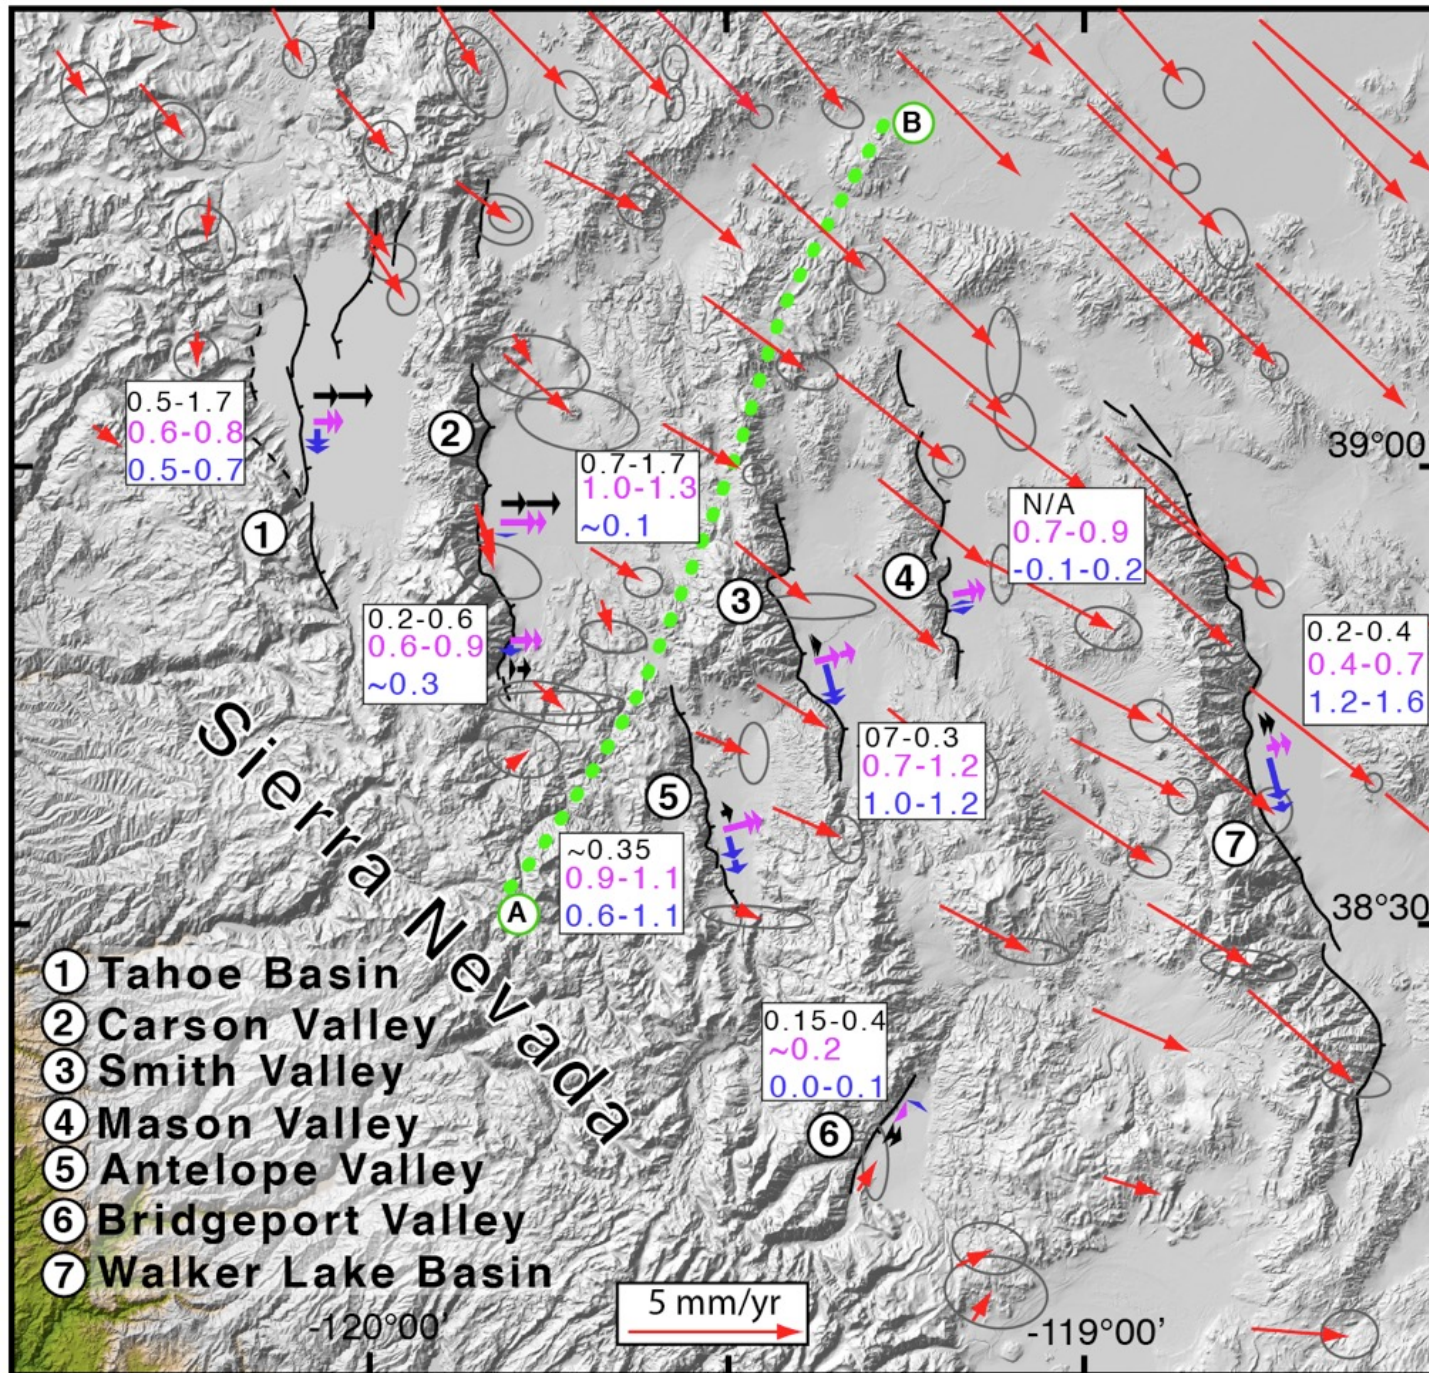 B
39°00
0.5-1.7
0.6-0.8
0.5-0.7
2
0.7-1.7
1.0-1.3
~0.1
N/A
0.7-0.9
-0.1-0.2
1
3
4
0.2-0.6
0.6-0.9
~0.3
0.2-0.4
0.4-0.7
1.2-1.6
.07-0.3
0.7-1.2
1.0-1.2
5
7
~0.35
0.9-1.1
0.6-1.1
A
38°30
Sierra Nevada
0.15-0.4
~0.2
0.0-0.1
6
1 Tahoe Basin
2 Carson Valley
3 Smith Valley
4 Mason Valley
5 Antelope Valley
6 Bridgeport Valley
7 Walker Lake Basin
5 mm/yr
-120°00'
-119°00'